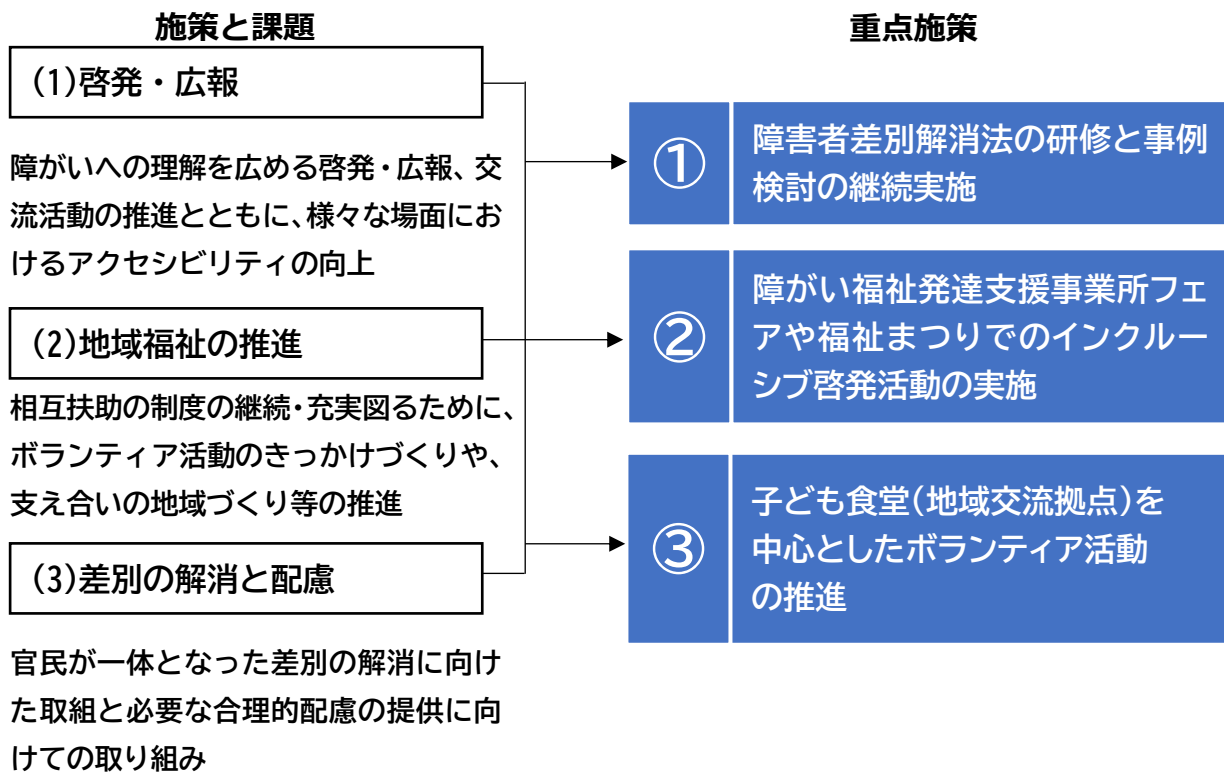 施策と課題
(1)啓発・広報
障がいへの理解を広める啓発・広報、交
流活動の推進とともに、様々な場面にお
けるアクセシビリティの向上
(2)地域福祉の推進
相互扶助の制度の継続・充実図るために、
ボランティア活動のきっかけづくりや、
支え合いの地域づくり等の推進
(3)差別の解消と配慮
官民が一体となった差別の解消に向け
た取組と必要な合理的配慮の提供に向
けての取り組み
重点施策
①
障害者差別解消法の研修と事例
検討の継続実施
②
障がい福祉発達支援事業所フェ
アや福祉まつりでのインクルー
シブ啓発活動の実施
③
子ども食堂(地域交流拠点)を
中心としたボランティア活動
の推進